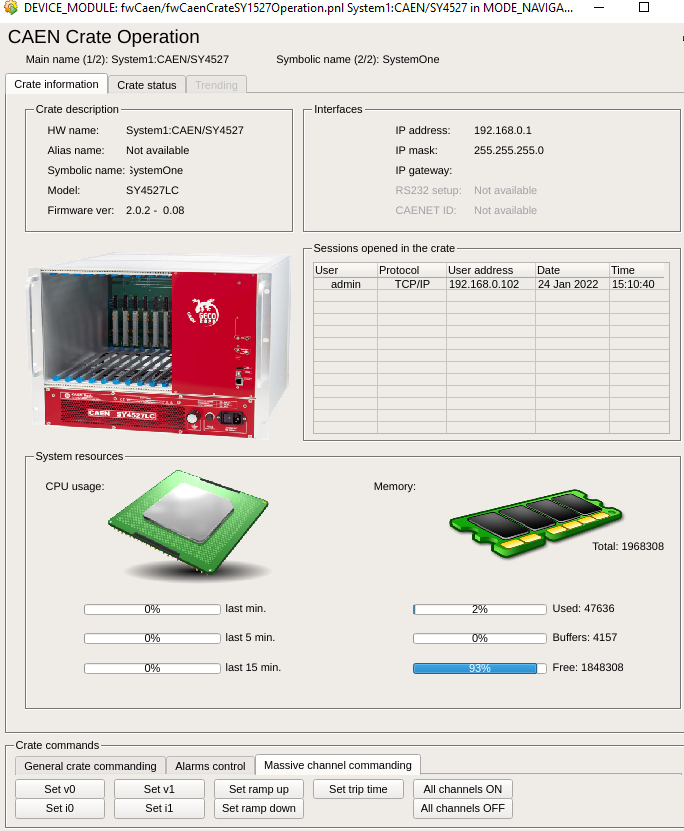 DEVICE_MODULE: fwCaen/fwCaenCrateSY1527Operation.pnl System1:CAEN/SY4527 in MODE_NAVIGA...
CAEN Crate Operation
Main name (1/2): System1:CAEN/SY4527 Symbolic name (2/2): SystemOne
Crate information Crate status Trending
Crate description
HW name: System1:CAEN/SY4527
Alias name: Not available
Symbolic name: SystemOne
Model: SY4527LC
Firmware ver: 2.0.2 - 0.08
Interfaces
IP address: 192.168.0.1
IP mask: 255.255.255.0
IP gateway:
RS232 setup: Not available
CAENET ID: Not available
GECO
CAEN SY4527LC
Sessions opened in the crate
User Protocol User address Date Time
admin TCP/IP 192.168.0.102 24 Jan 2022 15:10:40
System resources
CPU usage:
0% last min.
0% last 5 min.
0% last 15 min.
Memory:
Total: 1968308
2% Used: 47636
0% Buffers: 4157
93% Free: 1848308
Crate commands
General crate commanding Alarms control Massive channel commanding
Set v0 Set v1 Set ramp up Set trip time All channels ON
Set i0 Set i1 Set ramp down All channels OFF